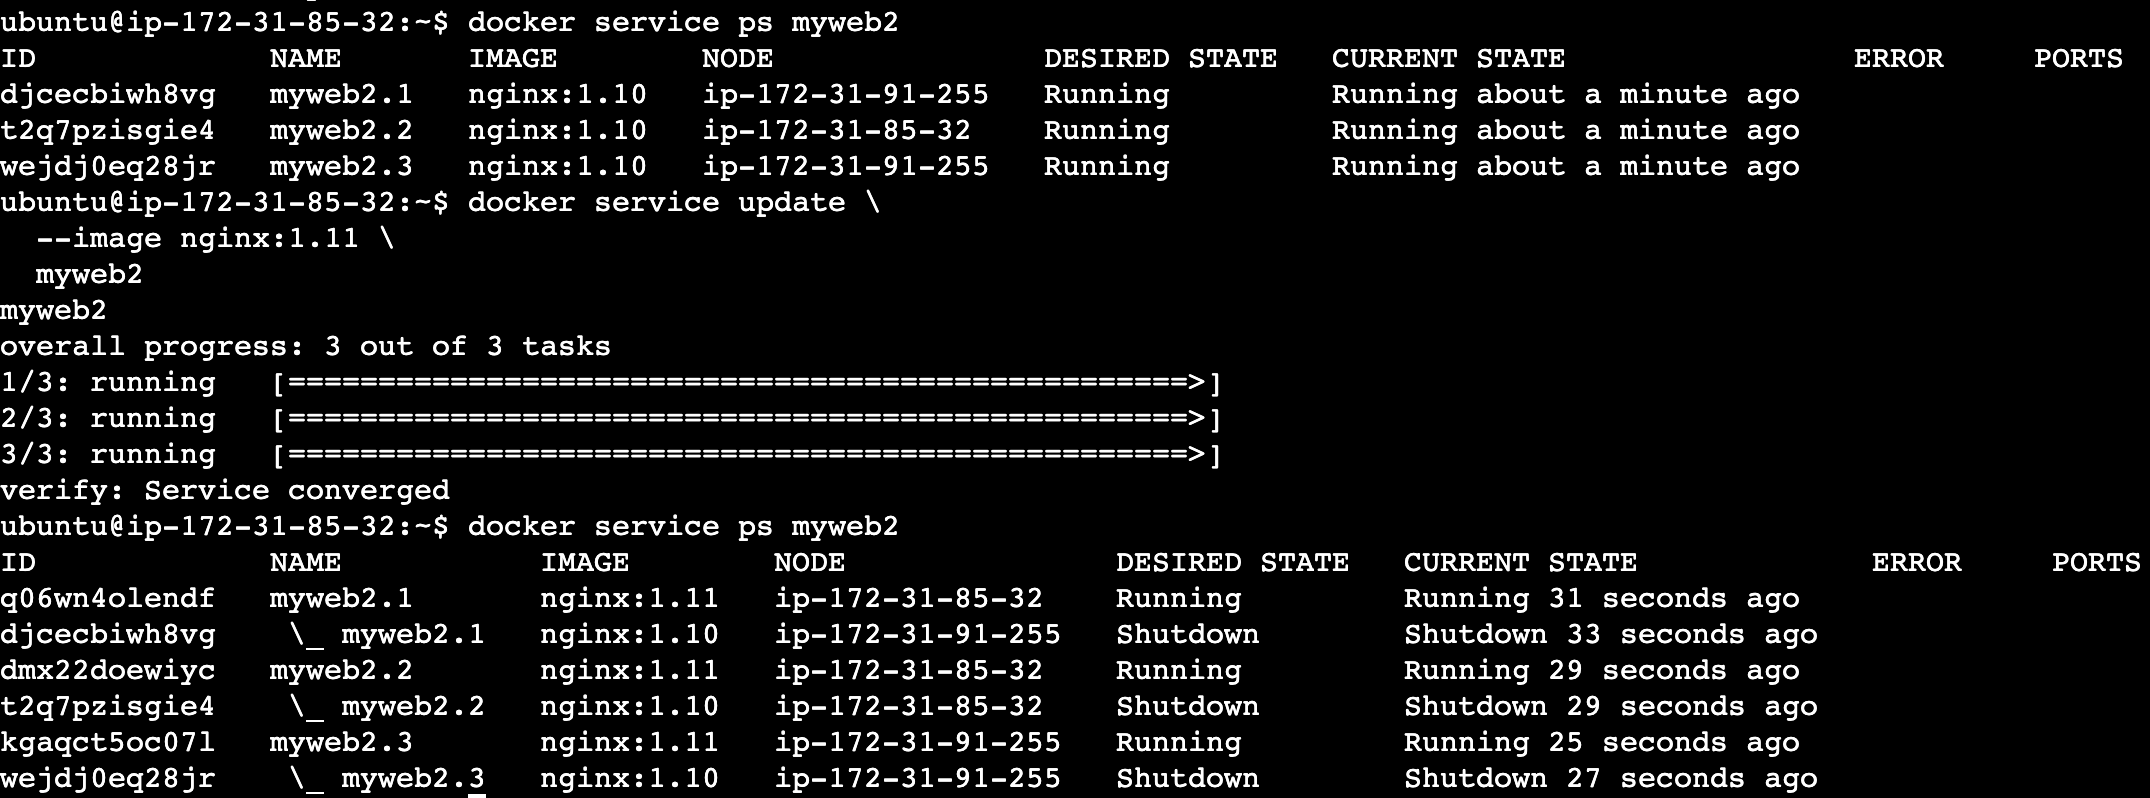 ubuntu@ip-172-31-85-32:~$ docker service ps myweb2
ID             NAME       IMAGE        NODE               DESIRED STATE   CURRENT STATE                ERROR     PORTS
djcecbiwh8vg   myweb2.1   nginx:1.10   ip-172-31-91-255   Running         Running about a minute ago
t2q7pzisgie4   myweb2.2   nginx:1.10   ip-172-31-85-32    Running         Running about a minute ago
wejdj0eq28jr   myweb2.3   nginx:1.10   ip-172-31-91-255   Running         Running about a minute ago
ubuntu@ip-172-31-85-32:~$ docker service update \
  --image nginx:1.11 \
  myweb2
myweb2
overall progress: 3 out of 3 tasks
1/3: running   [==================================================>]
2/3: running   [==================================================>]
3/3: running   [==================================================>]
verify: Service converged
ubuntu@ip-172-31-85-32:~$ docker service ps myweb2
ID             NAME           IMAGE        NODE               DESIRED STATE   CURRENT STATE             ERROR     PORTS
q06wn4olendf   myweb2.1       nginx:1.11   ip-172-31-85-32    Running         Running 31 seconds ago
djcecbiwh8vg    \_ myweb2.1   nginx:1.10   ip-172-31-91-255   Shutdown        Shutdown 33 seconds ago
dmx22doewiyc   myweb2.2       nginx:1.11   ip-172-31-85-32    Running         Running 29 seconds ago
t2q7pzisgie4    \_ myweb2.2   nginx:1.10   ip-172-31-85-32    Shutdown        Shutdown 29 seconds ago
kgaqct5oc07l   myweb2.3       nginx:1.11   ip-172-31-91-255   Running         Running 25 seconds ago
wejdj0eq28jr    \_ myweb2.3   nginx:1.10   ip-172-31-91-255   Shutdown        Shutdown 27 seconds ago